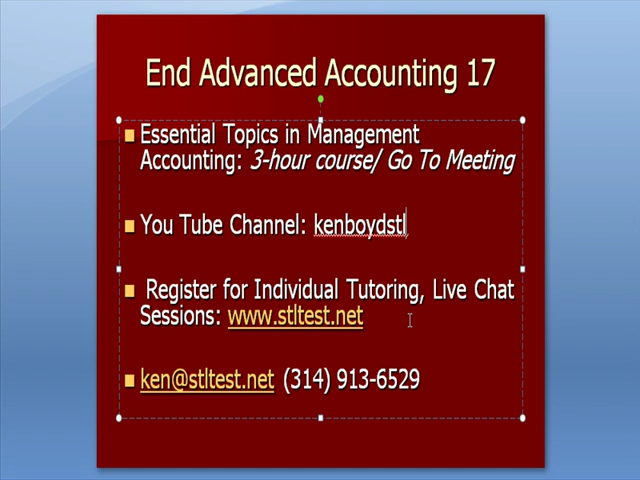 End Advanced Accounting 17
Essential Topics in Management
Accounting: 3-hour course/ Go To Meeting
You Tube Channel: kenboydstl
Register for Individual Tutoring, Live Chat
Sessions: www.stltest.net
ken@stltest.net (314) 913-6529